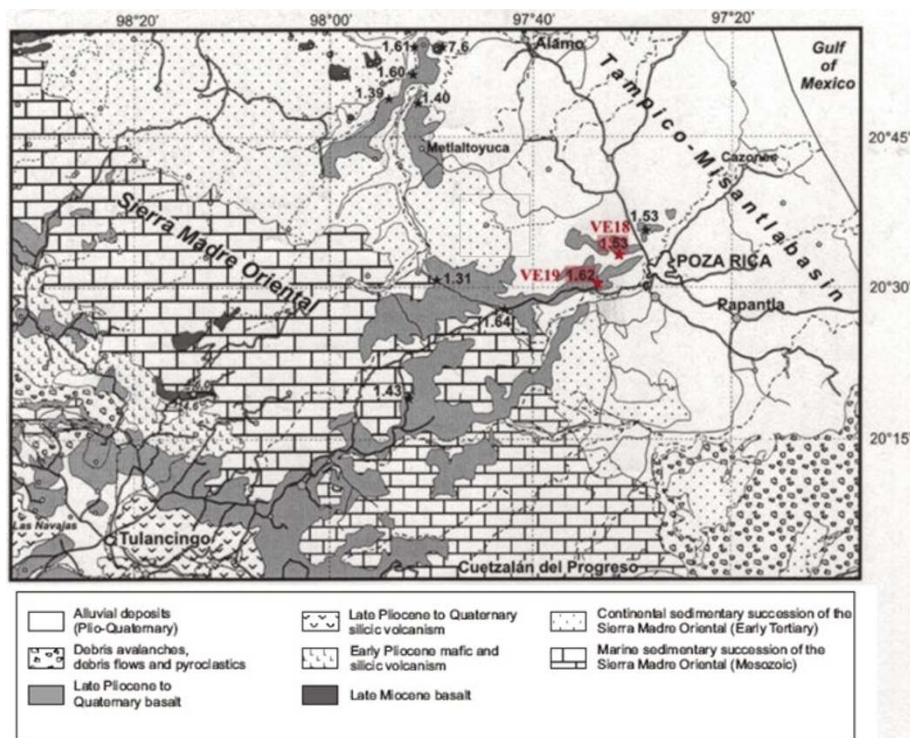 98°20' 98°00' 97°40' 97°20'
1.61 7,6 Álamo Gulf
of
Mexico
1.60
1.39 1.40
Tampico-Misantlabasin
20°45'
Metlaltoyuca Cazones
Sierra Madre Oriental
1.53
VE18
1.53
POZA RICA
VE19 1.62
1.31 20°30'
Papantla
1.64
1.43
20°15'
Las Navajas
Tulancingo
Cuetzalán del Progreso
Alluvial deposits
(Plio-Quaternary)
Debris avalanches,
debris flows and pyroclastics
Late Pliocene to
Quaternary basalt
Late Pliocene to Quaternary
silicic volcanism
Early Pliocene mafic and
silicic volcanism
Late Miocene basalt
Continental sedimentary succession of the
Sierra Madre Oriental (Early Tertiary)
Marine sedimentary succession of the
Sierra Madre Oriental (Mesozoic)